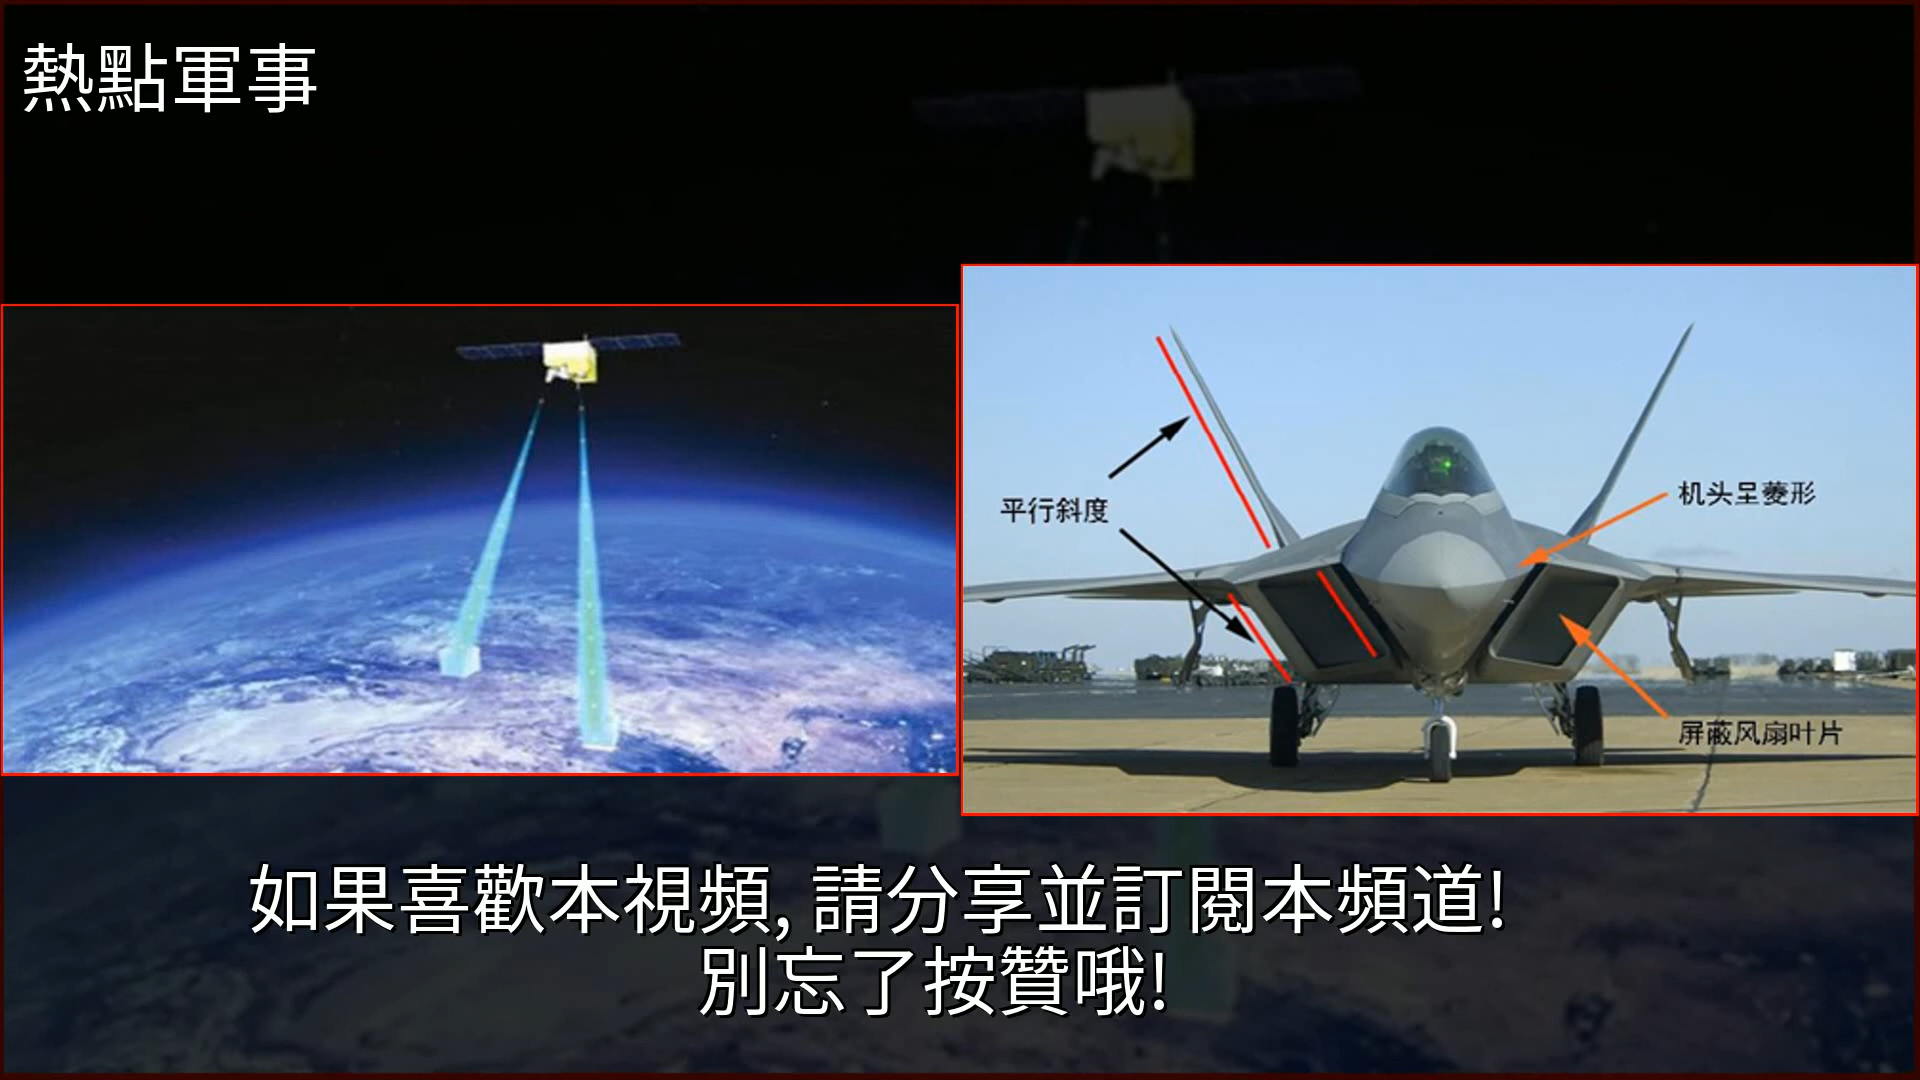 熱點軍事
平行斜度
机头呈菱形
屏蔽风扇叶片
如果喜歡本視頻,請分享並訂閱本頻道!
別忘了按贊哦!